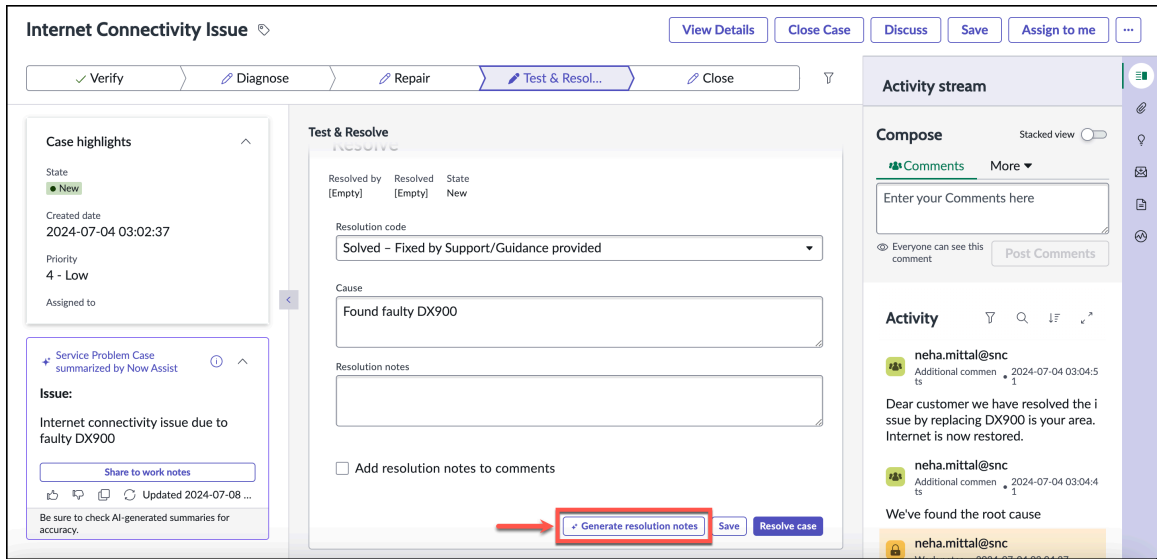 Internet Connectivity Issue
View Details
Close Case
Discuss
Save
Assign to me
Verify
Diagnose
Repair
Test & Resol...
Close
Case highlights
State
New
Created date
2024-07-04 03:02:37
Priority
4 - Low
Assigned to
Service Problem Case
summarized by Now Assist
Issue:
Internet connectivity issue due to
faulty DX900
Share to work notes
Updated 2024-07-08 ...
Be sure to check AI-generated summaries for
accuracy.
Test & Resolve
Resolve
Resolved by
Resolved
State
[Empty]
[Empty]
New
Resolution code
Solved – Fixed by Support/Guidance provided
Cause
Found faulty DX900
Resolution notes
Add resolution notes to comments
Generate resolution notes
Save
Resolve case
Activity stream
Compose
Stacked view
Comments
More
Enter your Comments here
Everyone can see this
comment
Post Comments
Activity
neha.mittal@snc
Additional commen • 2024-07-04 03:04:5
ts 1
Dear customer we have resolved the i
ssue by replacing DX900 is your area.
Internet is now restored.
neha.mittal@snc
Additional commen • 2024-07-04 03:04:4
ts 1
We've found the root cause
neha.mittal@snc